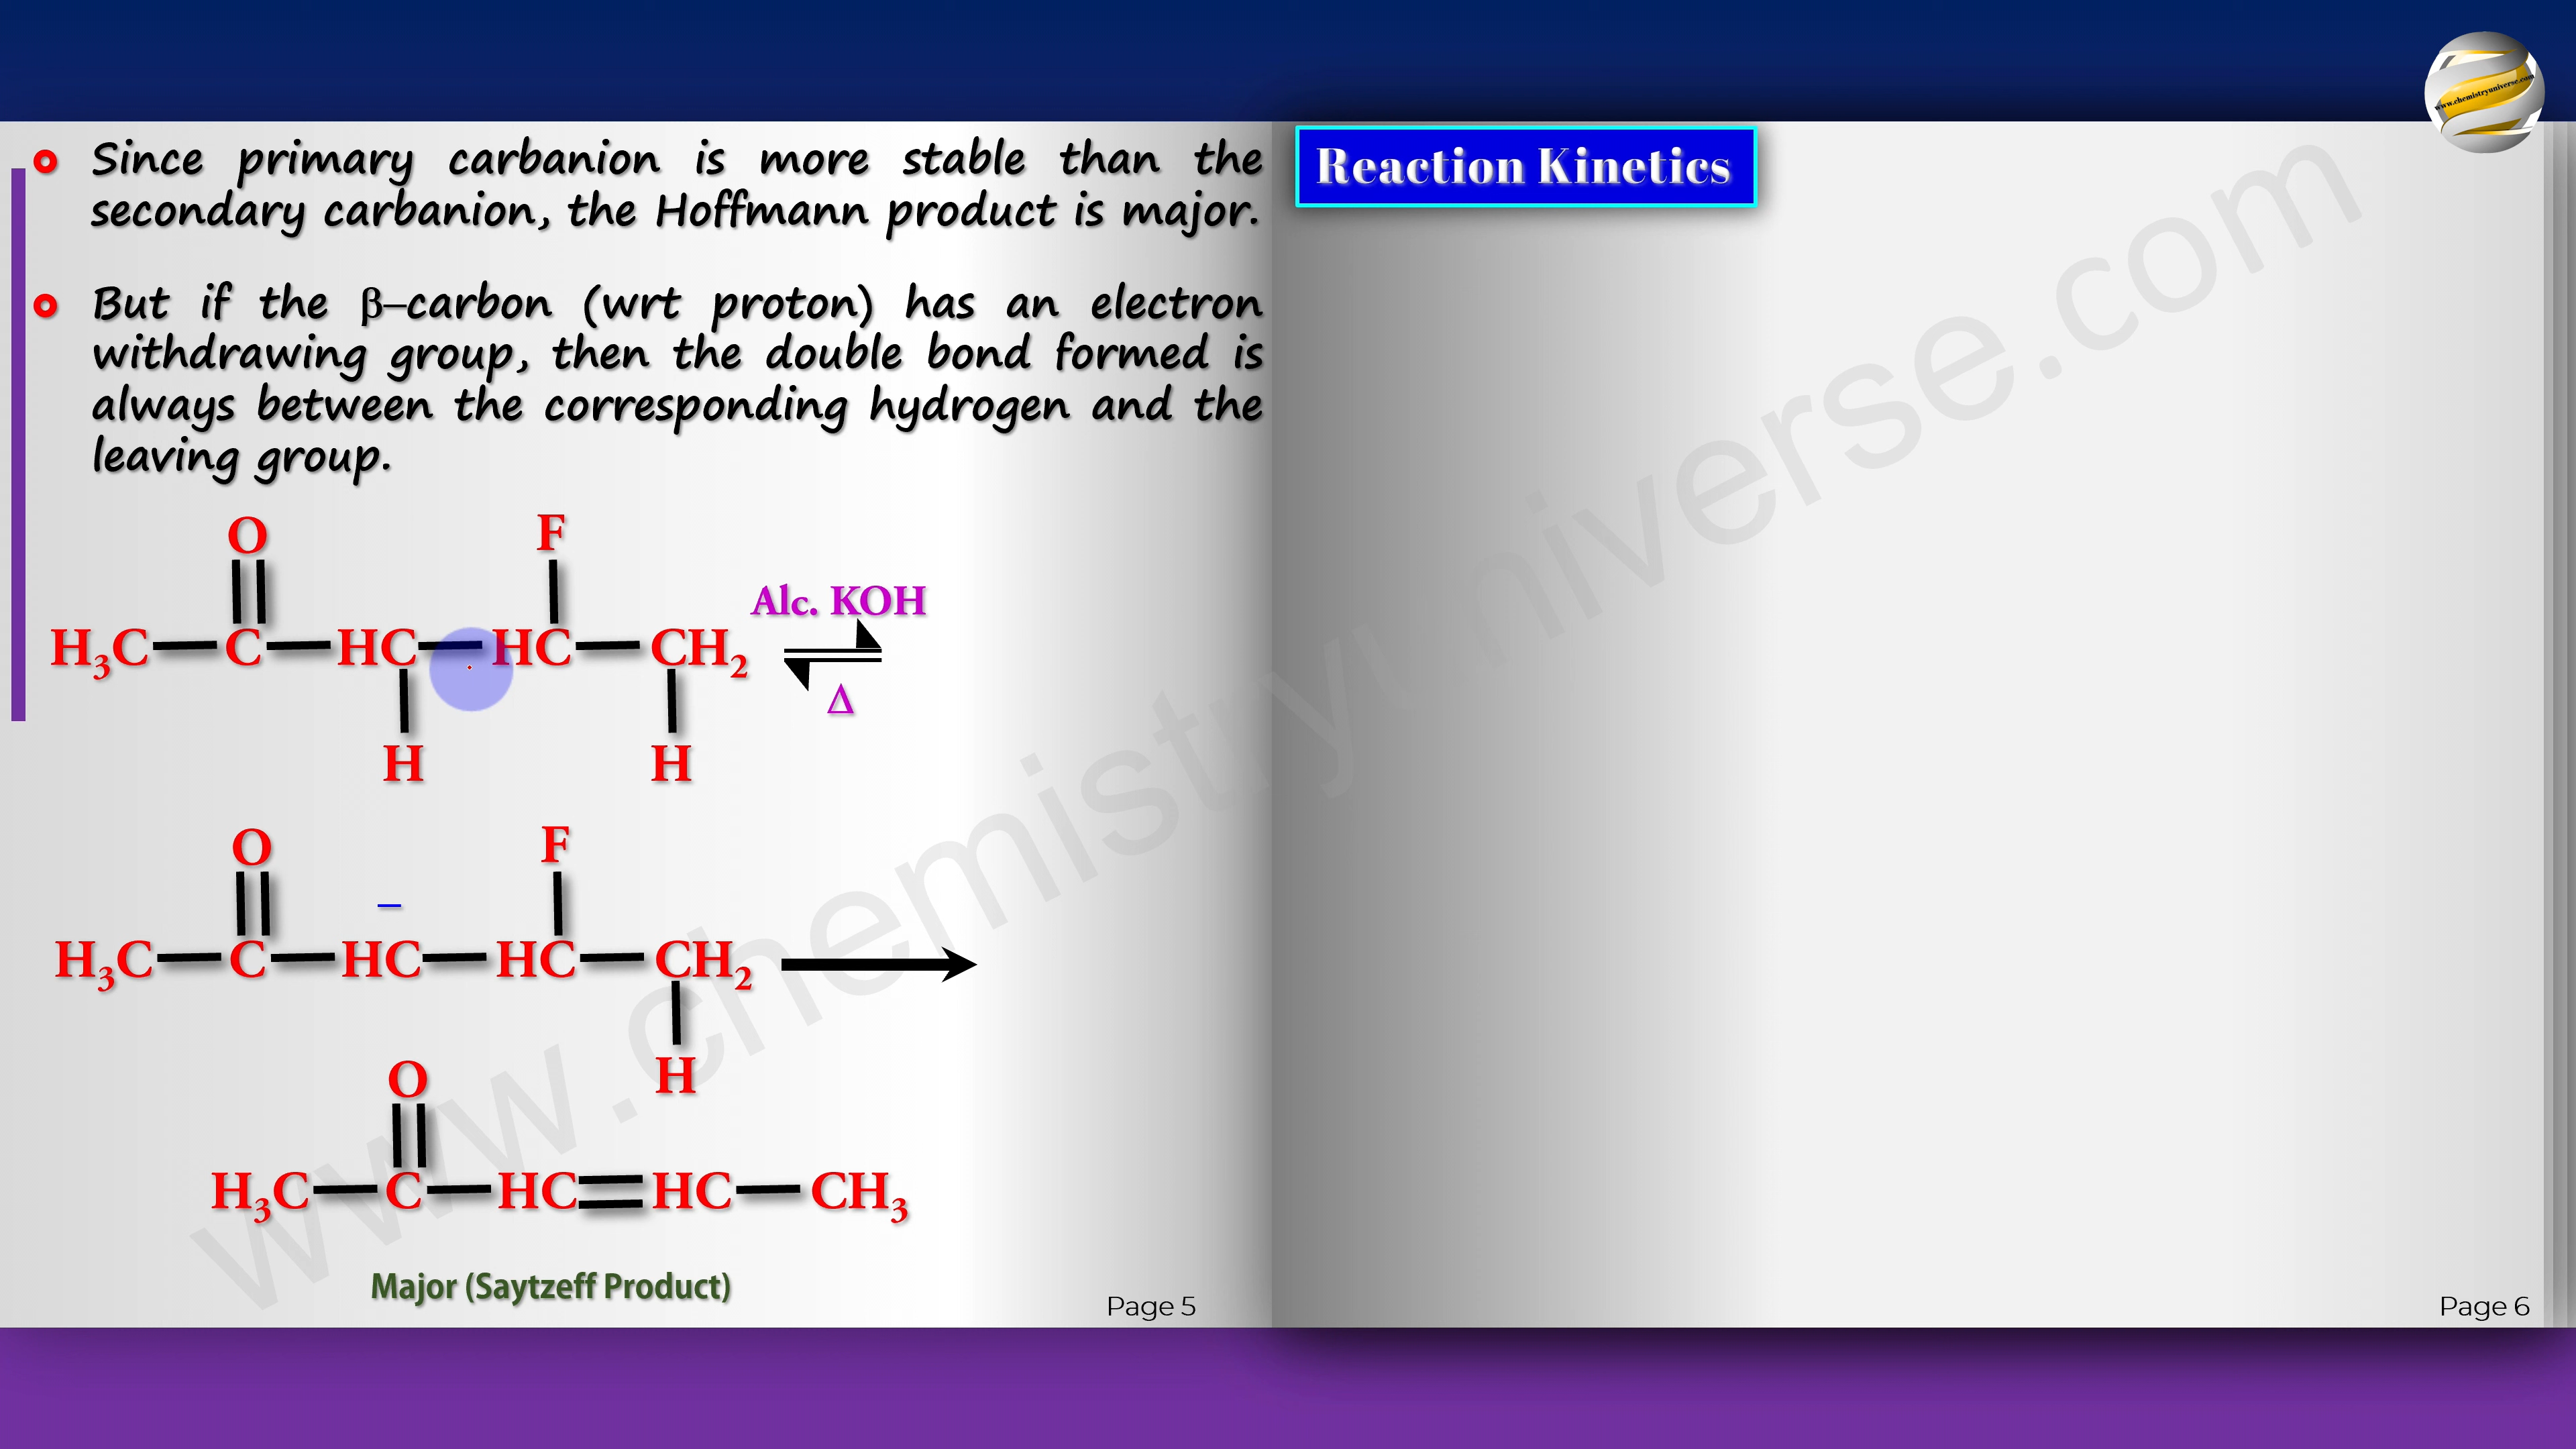 Since primary carbanion is more stable than the
secondary carbanion, the Hoffmann product is major.
But if the β–carbon (wrt proton) has an electron
withdrawing group, then the double bond formed is
always between the corresponding hydrogen and the
leaving group.
O F
Alc. KOH
H₃C C HC HC CH₂
Δ
H H
O F
–
H₃C C HC HC CH₂
H
O
H₃C C HC HC CH₃
Major (Saytzeff Product)
Page 5
Reaction Kinetics
Page 6
www.chemistryuniverse.com
www.chemistryuniverse.com